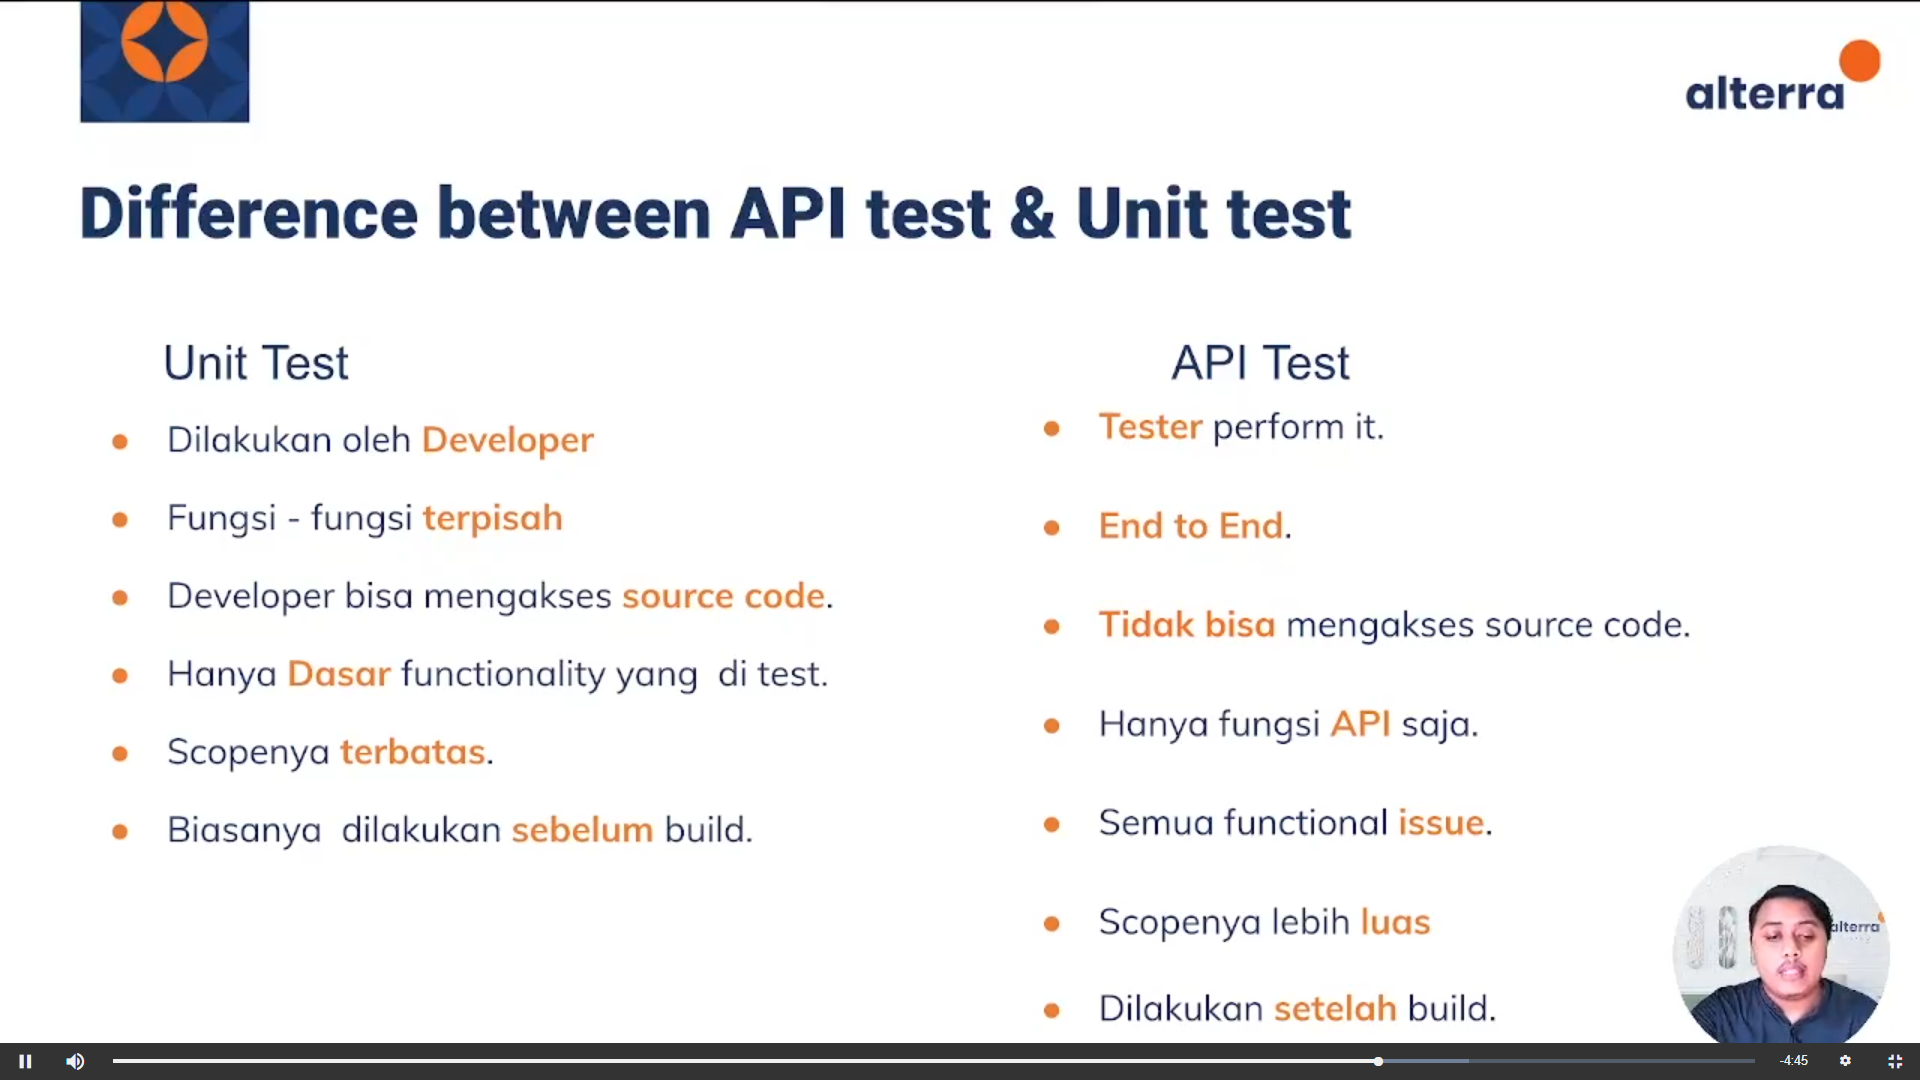 alterra
Difference between API test & Unit test
Unit Test
Dilakukan oleh Developer
Fungsi - fungsi terpisah
Developer bisa mengakses source code.
Hanya Dasar functionality yang di test.
Scopenya terbatas.
Biasanya dilakukan sebelum build.
API Test
Tester perform it.
End to End.
Tidak bisa mengakses source code.
Hanya fungsi API saja.
Semua functional issue.
Scopenya lebih luas
Dilakukan setelah build.
alterra
-4:45